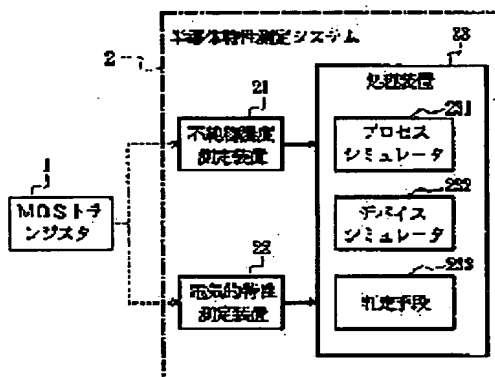 半導体特性測定システム
2
23
処理装置
21
不純物濃度
測定装置
231
プロセス
シミュレータ
1
MOSトラ
ンジスタ
232
デバイス
シミュレータ
22
電気的特性
測定装置
233
判定手段